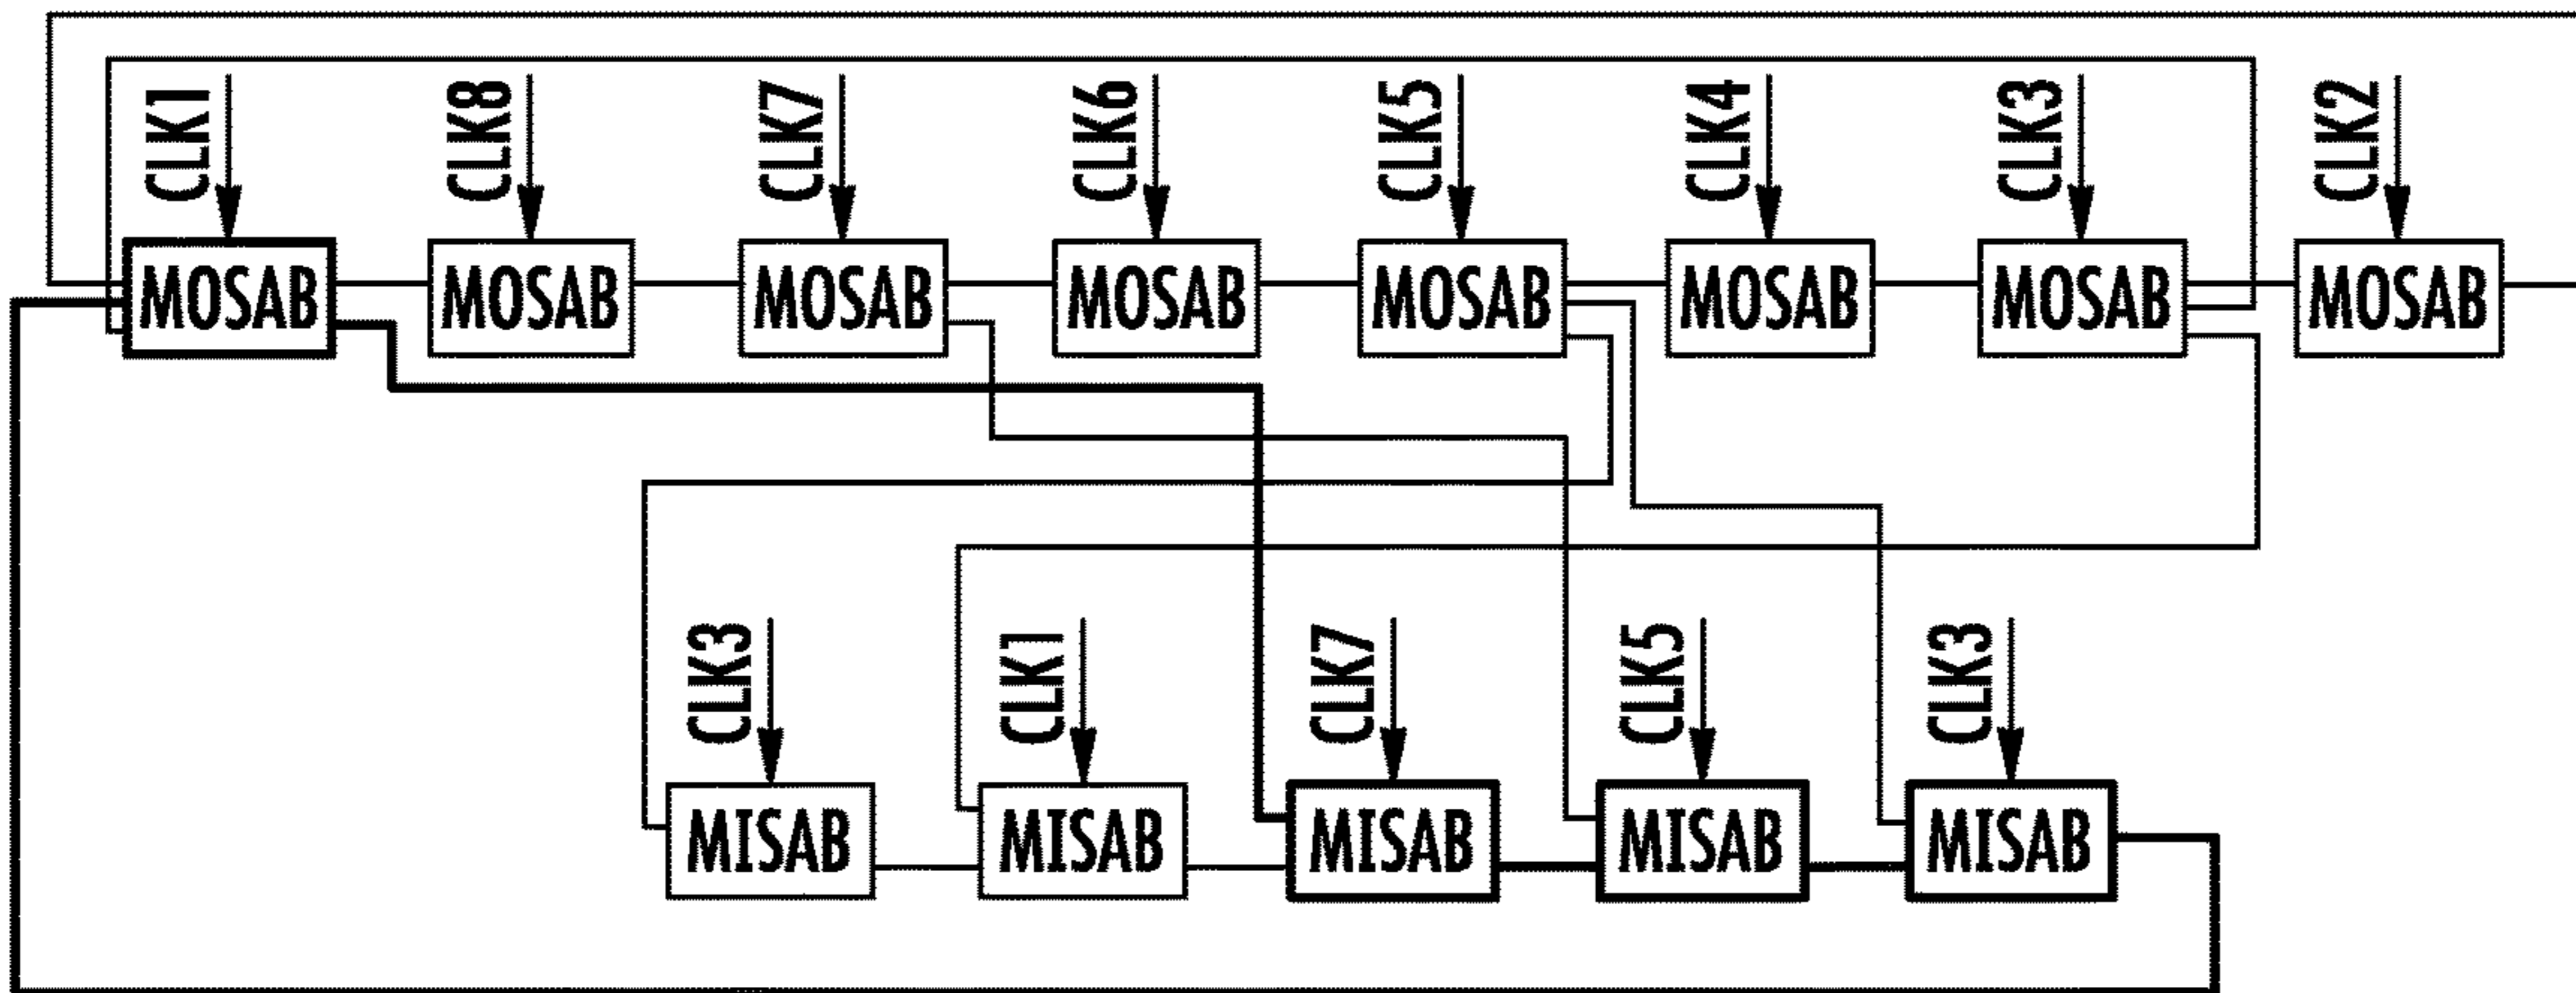 CLK1 CLK8 CLK7 CLK6 CLK5 CLK4 CLK3 CLK2
MOSAB MOSAB MOSAB MOSAB MOSAB MOSAB MOSAB MOSAB
CLK3 CLK1 CLK7 CLK5 CLK3
MISAB MISAB MISAB MISAB MISAB